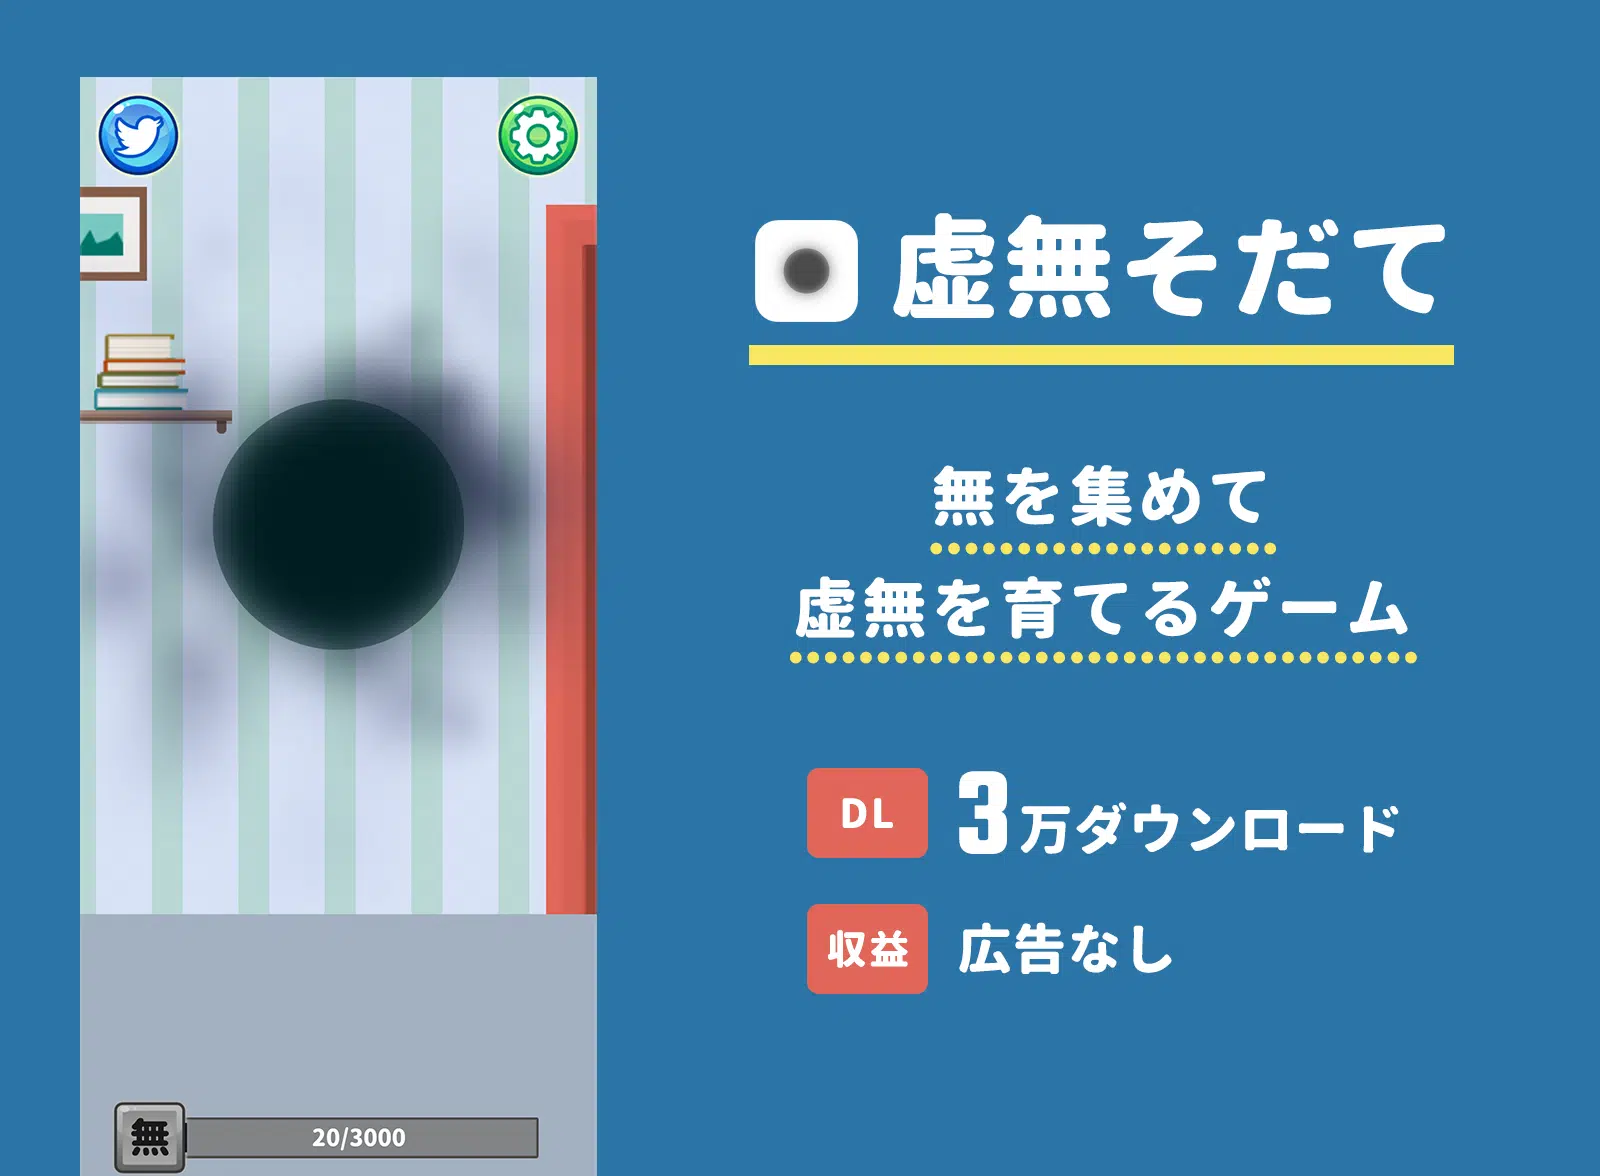 虚無そだて
無を集めて
虚無を育てるゲーム
DL 3万ダウンロード
収益 広告なし
無 20/3000